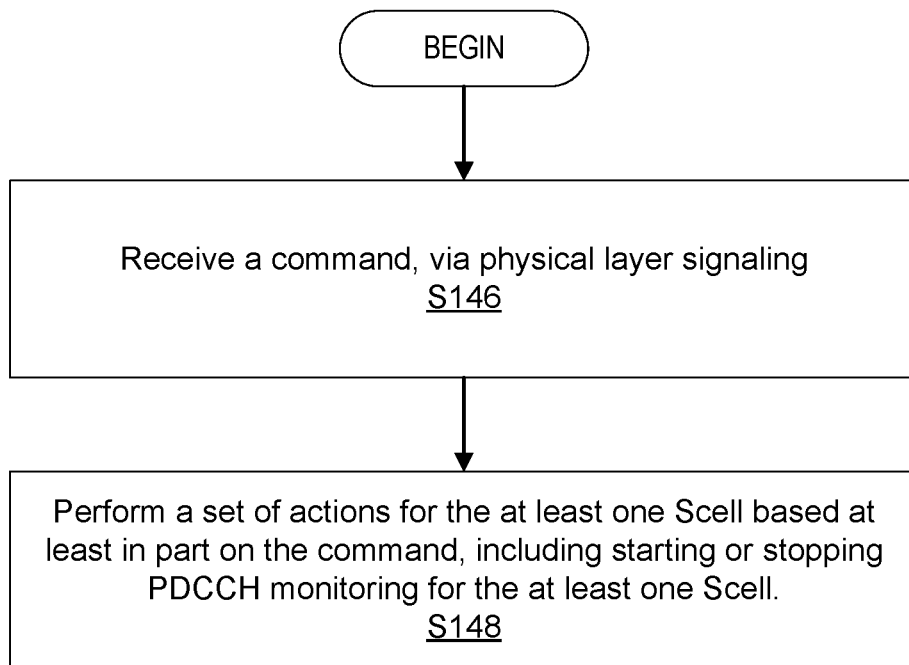 BEGIN
Receive a command, via physical layer signaling
S146
Perform a set of actions for the at least one Scell based at
least in part on the command, including starting or stopping
PDCCH monitoring for the at least one Scell.
S148